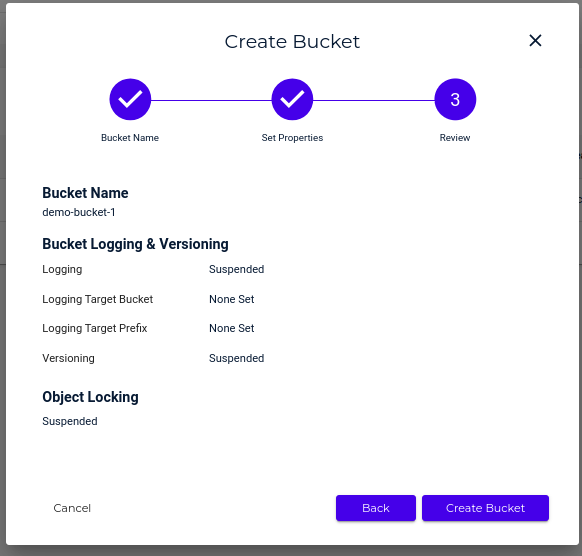 Create Bucket
3
Bucket Name Set Properties Review
Bucket Name
demo-bucket-1
Bucket Logging & Versioning
Logging Suspended
Logging Target Bucket None Set
Logging Target Prefix None Set
Versioning Suspended
Object Locking
Suspended
Cancel Back Create Bucket